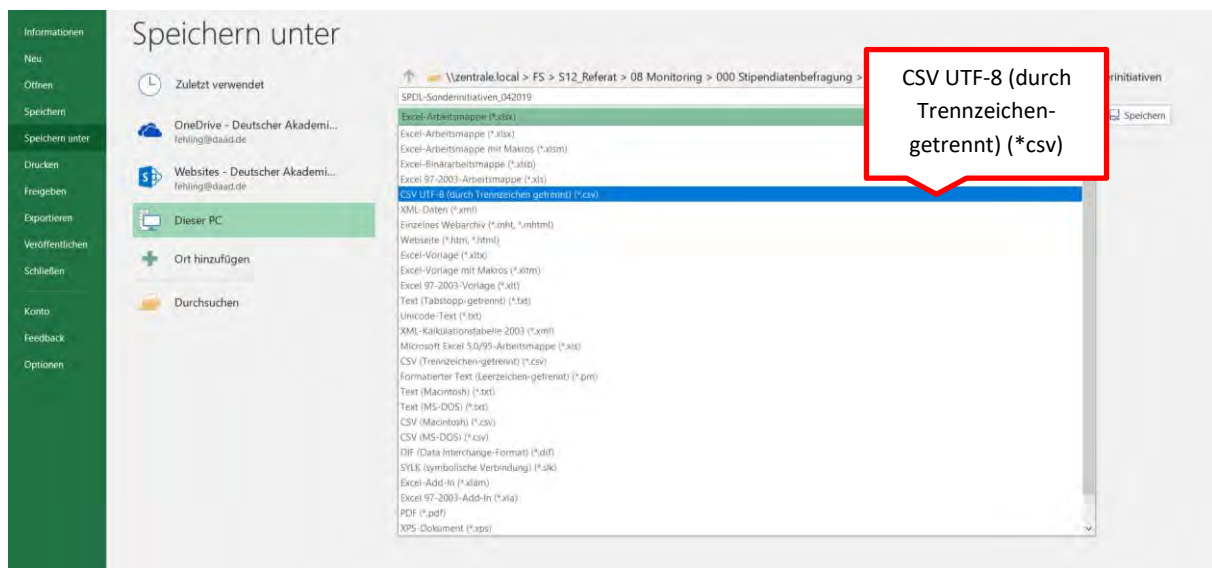 Speichern unter
Informationen
Neu
Öffnen
Speichern
Speichern unter
Drucken
Freigeben
Exportieren
Veröffentlichen
Schließen
Konto
Feedback
Optionen
Zuletzt verwendet
OneDrive - Deutscher Akademi...
fehling@daad.de
Websites - Deutscher Akademi...
fehling@daad.de
Dieser PC
Ort hinzufügen
Durchsuchen
\\zentrale.local > FS > S12_Referat > 08 Monitoring > 000 Stipendiatenbefragung >
rinitiativen
SPDL-Sonderinitiativen_042019
Excel-Arbeitsmappe (*.xlsx)
Speichern
Excel-Arbeitsmappe (*.xlsx)
Excel-Arbeitsmappe mit Makros (*.xlsm)
Excel-Binärarbeitsmappe (*.xlsb)
Excel 97-2003-Arbeitsmappe (*.xls)
CSV UTF-8 (durch Trennzeichen getrennt) (*.csv)
XML-Daten (*.xml)
Einzelnes Webarchiv (*.mht, *.mhtml)
Webseite (*.htm, *.html)
Excel-Vorlage (*.xltx)
Excel-Vorlage mit Makros (*.xltm)
Excel 97-2003-Vorlage (*.xlt)
Text (Tabstopp-getrennt) (*.txt)
Unicode-Text (*.txt)
XML-Kalkulationstabelle 2003 (*.xml)
Microsoft Excel 5.0/95-Arbeitsmappe (*.xls)
CSV (Trennzeichen-getrennt) (*.csv)
Formatierter Text (Leerzeichen-getrennt) (*.prn)
Text (Macintosh) (*.txt)
Text (MS-DOS) (*.txt)
CSV (Macintosh) (*.csv)
CSV (MS-DOS) (*.csv)
DIF (Data Interchange-Format) (*.dif)
SYLK (symbolische Verbindung) (*.slk)
Excel-Add-In (*.xlam)
Excel 97-2003-Add-In (*.xla)
PDF (*.pdf)
XPS-Dokument (*.xps)
CSV UTF-8 (durch
Trennzeichen-
getrennt) (*csv)